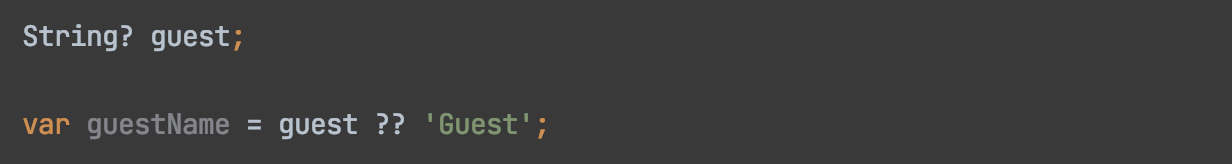 String? guest;
var guestName = guest ?? 'Guest';